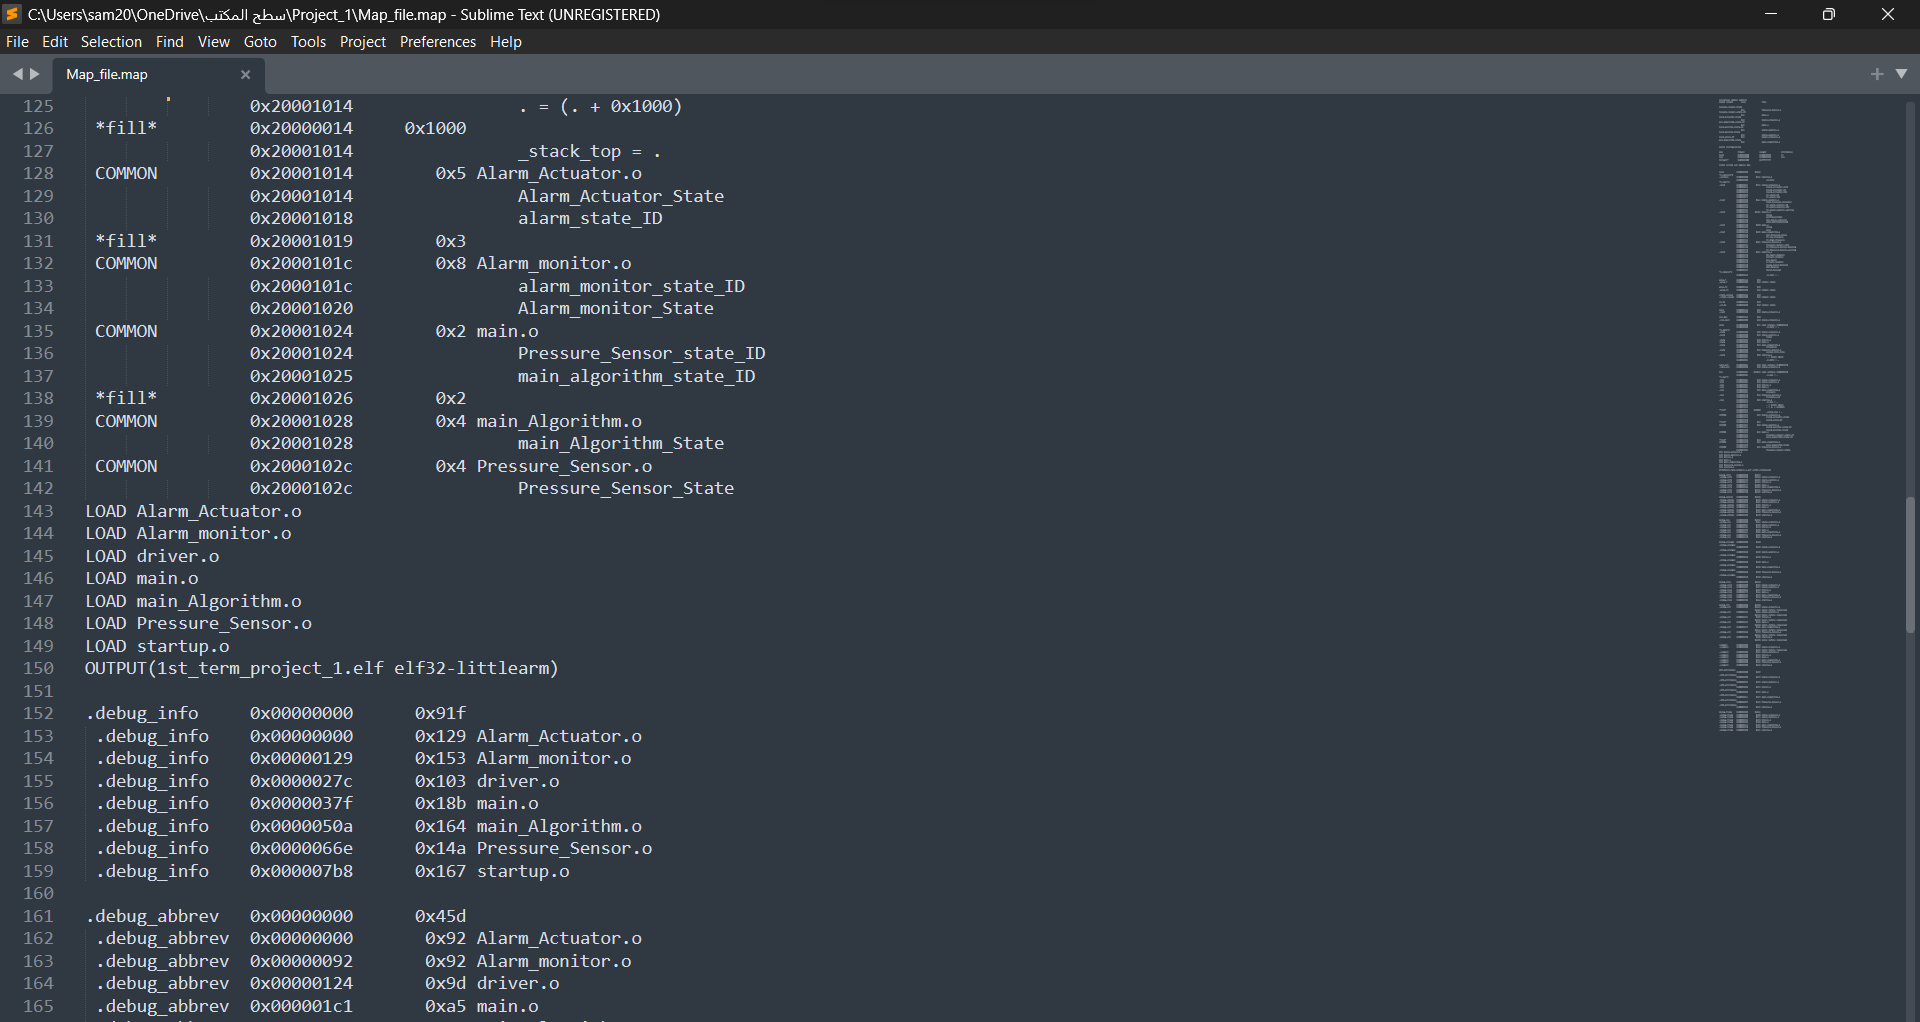 C:\Users\sam20\OneDrive\سطح المكتب\Project_1\Map_file.map - Sublime Text (UNREGISTERED)
File Edit Selection Find View Goto Tools Project Preferences Help
Map_file.map
125 0x20001014 . = (. + 0x1000)
126 *fill* 0x20000014 0x1000
127 0x20001014 _stack_top = .
128 COMMON 0x20001014 0x5 Alarm_Actuator.o
129 0x20001014 Alarm_Actuator_State
130 0x20001018 alarm_state_ID
131 *fill* 0x20001019 0x3
132 COMMON 0x2000101c 0x8 Alarm_monitor.o
133 0x2000101c alarm_monitor_state_ID
134 0x20001020 Alarm_monitor_State
135 COMMON 0x20001024 0x2 main.o
136 0x20001024 Pressure_Sensor_state_ID
137 0x20001025 main_algorithm_state_ID
138 *fill* 0x20001026 0x2
139 COMMON 0x20001028 0x4 main_Algorithm.o
140 0x20001028 main_Algorithm_State
141 COMMON 0x2000102c 0x4 Pressure_Sensor.o
142 0x2000102c Pressure_Sensor_State
143 LOAD Alarm_Actuator.o
144 LOAD Alarm_monitor.o
145 LOAD driver.o
146 LOAD main.o
147 LOAD main_Algorithm.o
148 LOAD Pressure_Sensor.o
149 LOAD startup.o
150 OUTPUT(1st_term_project_1.elf elf32-littlearm)
151
152 .debug_info 0x00000000 0x91f
153 .debug_info 0x00000000 0x129 Alarm_Actuator.o
154 .debug_info 0x00000129 0x153 Alarm_monitor.o
155 .debug_info 0x0000027c 0x103 driver.o
156 .debug_info 0x0000037f 0x18b main.o
157 .debug_info 0x0000050a 0x164 main_Algorithm.o
158 .debug_info 0x0000066e 0x14a Pressure_Sensor.o
159 .debug_info 0x000007b8 0x167 startup.o
160
161 .debug_abbrev 0x00000000 0x45d
162 .debug_abbrev 0x00000000 0x92 Alarm_Actuator.o
163 .debug_abbrev 0x00000092 0x92 Alarm_monitor.o
164 .debug_abbrev 0x00000124 0x9d driver.o
165 .debug_abbrev 0x000001c1 0xa5 main.o